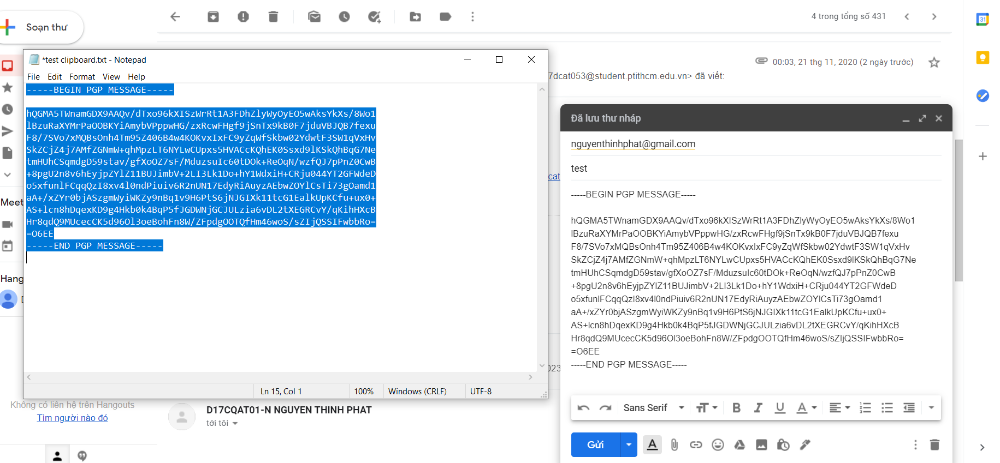 Soạn thư
4 trong tổng số 431
31
*test clipboard.txt - Notepad
File Edit Format View Help
-----BEGIN PGP MESSAGE-----
hQGMA5TWnamGDX9AAQv/dTxo96kXISzWrRt1A3FDhZlyWyOyEO5wAksYkXs/8Wo1
lBzuRaXYMrPaOOBKYiAmybVPppwHG/zxRcwFHgf9jSnTx9kB0F7jduVBJQB7fexu
F8/7SVo7xMQBsOnh4Tm95Z406B4w4KOKvxIxFC9yZqWfSkbw02YdwtF3SW1qVxHv
SkZCjZ4j7AMfZGNmW+qhMpzLT6NYLwCUpxs5HVACcKQhEK0Ssxd9lKSkQhBqG7Ne
tmHUhCSqmdgD59stav/gfXoOZ7sF/MduzsuIc60tDOk+ReOqN/wzfQJ7pPnZ0CwB
+8pgU2n8v6hEyjpZYlZ11BUJimbV+2LI3Lk1Do+hY1WdxiH+CRju044YT2GFWdeD
o5xfunlFCqqQzI8xv4l0ndPiuiv6R2nUN17EdyRiAuyzAEbwZOYlCsTi73gOamd1
aA+/xZYr0bjASzgmWyiWKZy9nBq1v9H6PtS6jNJGIXk11tcG1EalkUpKCfu+ux0+
AS+lcn8hDqexKD9g4Hkb0k4BqP5fJGDWNjGCJULzia6vDL2tXEGRCvY/qKihHXcB
Hr8qdQ9MUcecCK5d96Ol3oeBohFn8W/ZFpdgOOTQfHm46woS/sZIjQSSIFwbbRo=
=O6EE
-----END PGP MESSAGE-----
Ln 15, Col 1 100% Windows (CRLF) UTF-8
00:03, 21 thg 11, 2020 (2 ngày trước)
7dcat053@student.ptithcm.edu.vn> đã viết:
cat
023
Meet
Hang
Không có liên hệ trên Hangouts
Tìm người nào đó
D17CQAT01-N NGUYEN THINH PHAT
tới tôi
Đã lưu thư nháp
nguyenthinhphat@gmail.com
test
-----BEGIN PGP MESSAGE-----
hQGMA5TWnamGDX9AAQv/dTxo96kXISzWrRt1A3FDhZlyWyOyEO5wAksYkXs/8Wo1
lBzuRaXYMrPaOOBKYiAmybVPppwHG/zxRcwFHgf9jSnTx9kB0F7jduVBJQB7fexu
F8/7SVo7xMQBsOnh4Tm95Z406B4w4KOKvxIxFC9yZqWfSkbw02YdwtF3SW1qVxHv
SkZCjZ4j7AMfZGNmW+qhMpzLT6NYLwCUpxs5HVACcKQhEK0Ssxd9lKSkQhBqG7Ne
tmHUhCSqmdgD59stav/gfXoOZ7sF/MduzsuIc60tDOk+ReOqN/wzfQJ7pPnZ0CwB
+8pgU2n8v6hEyjpZYlZ11BUJimbV+2LI3Lk1Do+hY1WdxiH+CRju044YT2GFWdeD
o5xfunlFCqqQzI8xv4l0ndPiuiv6R2nUN17EdyRiAuyzAEbwZOYlCsTi73gOamd1
aA+/xZYr0bjASzgmWyiWKZy9nBq1v9H6PtS6jNJGIXk11tcG1EalkUpKCfu+ux0+
AS+lcn8hDqexKD9g4Hkb0k4BqP5fJGDWNjGCJULzia6vDL2tXEGRCvY/qKihHXcB
Hr8qdQ9MUcecCK5d96Ol3oeBohFn8W/ZFpdgOOTQfHm46woS/sZIjQSSIFwbbRo=
=O6EE
-----END PGP MESSAGE-----
Sans Serif
Gửi